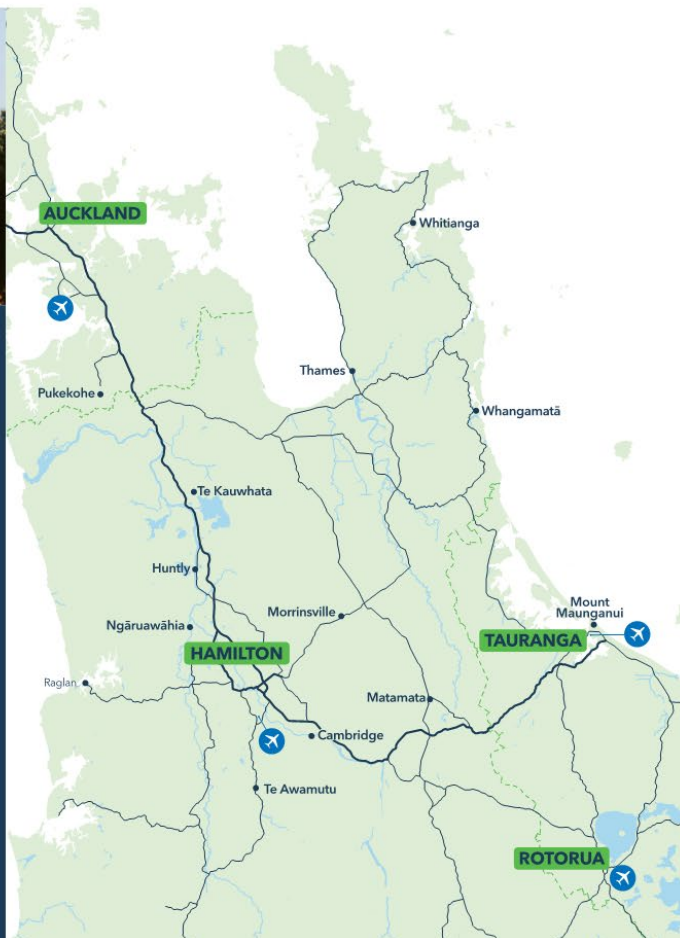 AUCKLAND
Whitianga
Thames
Pukekohe
Whangamatā
Te Kauwhata
Huntly
Mount
Maunganui
Morrinsville
Ngāruawāhia
TAURANGA
HAMILTON
Raglan
Matamata
Cambridge
Te Awamutu
ROTORUA